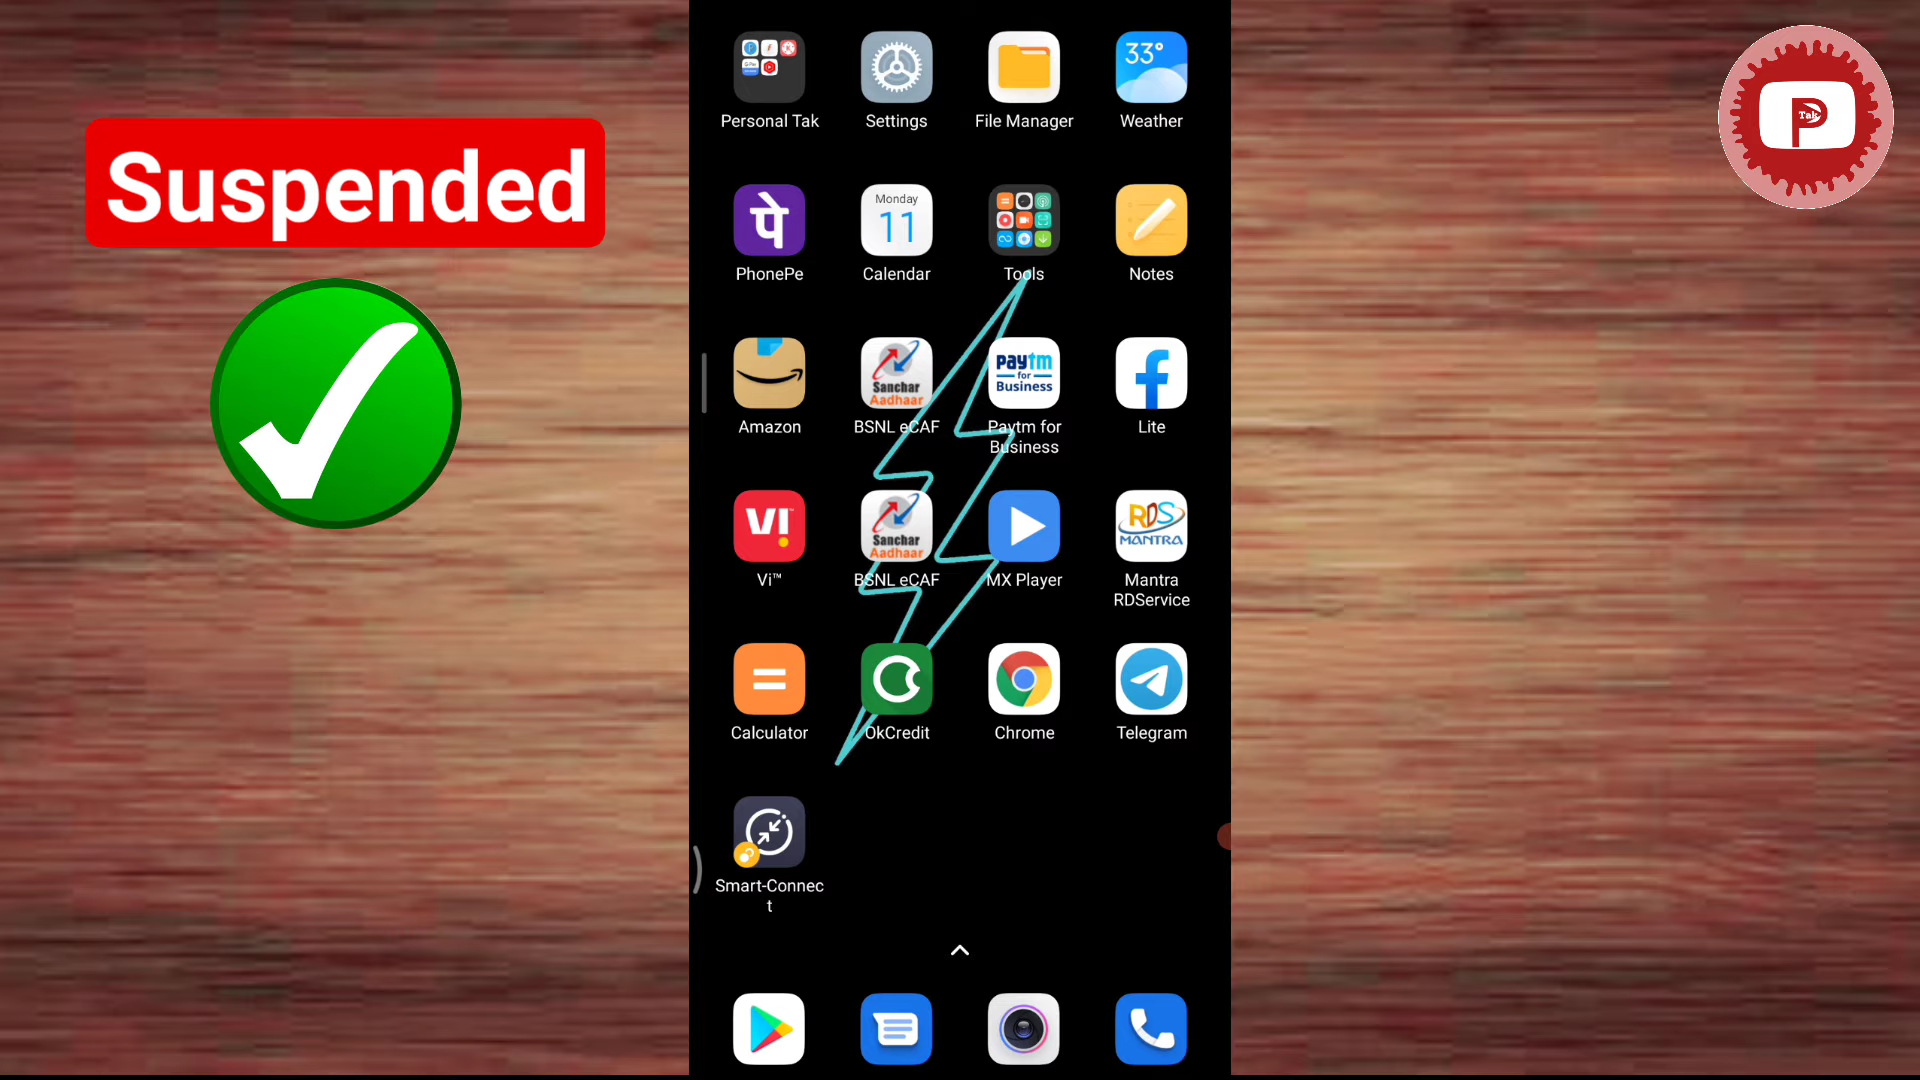 Suspended
Tak
33°
Personal Tak
Settings
File Manager
Weather
पे
Monday
11
PhonePe
Calendar
Tools
Notes
Sanchar
Aadhaar
paytm
for
Business
Amazon
BSNL eCAF
Paytm for
Business
Lite
VI
Sanchar
Aadhaar
RDS
MANTRA
Vi™
BSNL eCAF
MX Player
Mantra
RDService
Calculator
OkCredit
Chrome
Telegram
Smart-Connec
t